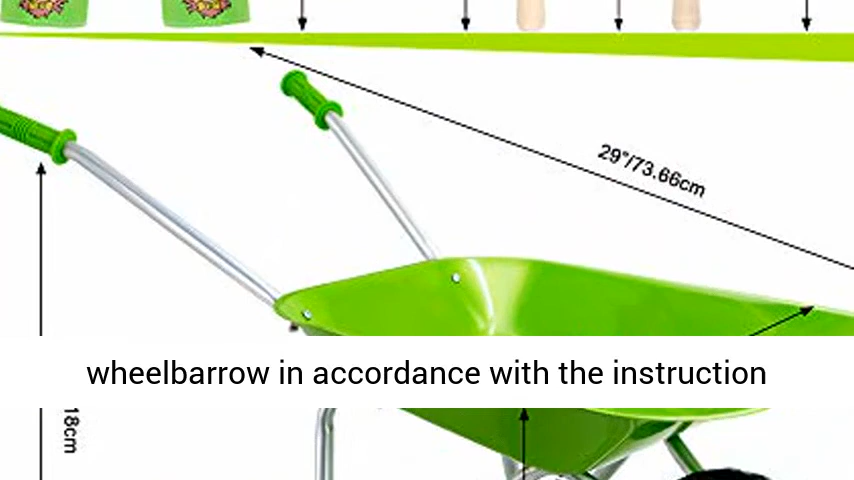 29"/73.66cm
wheelbarrow in accordance with the instruction
18cm